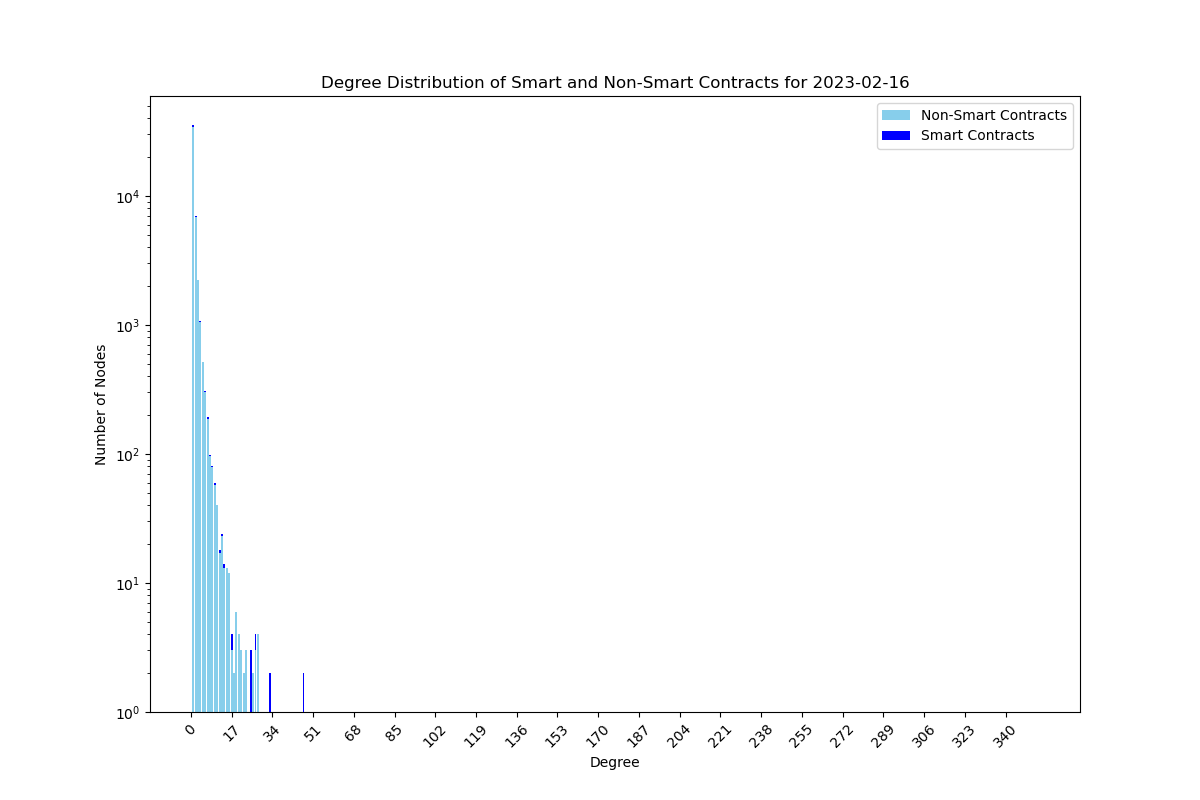 Degree Distribution of Smart and Non-Smart Contracts for 2023-02-16
Non-Smart Contracts
Smart Contracts
Number of Nodes
10⁴
10³
10²
10¹
10⁰
0 17 34 51 68 85 102 119 136 153 170 187 204 221 238 255 272 289 306 323 340
Degree